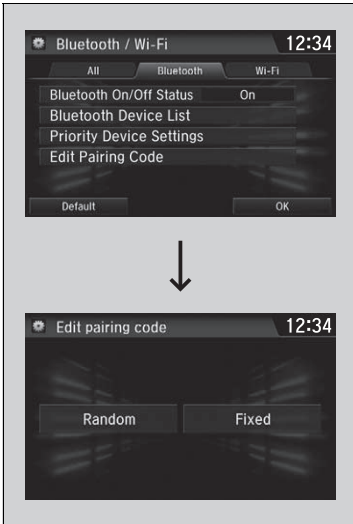 Bluetooth / Wi-Fi 12:34
All Bluetooth Wi-Fi
Bluetooth On/Off Status On
Bluetooth Device List
Priority Device Settings
Edit Pairing Code
Default OK
Edit pairing code 12:34
Random Fixed